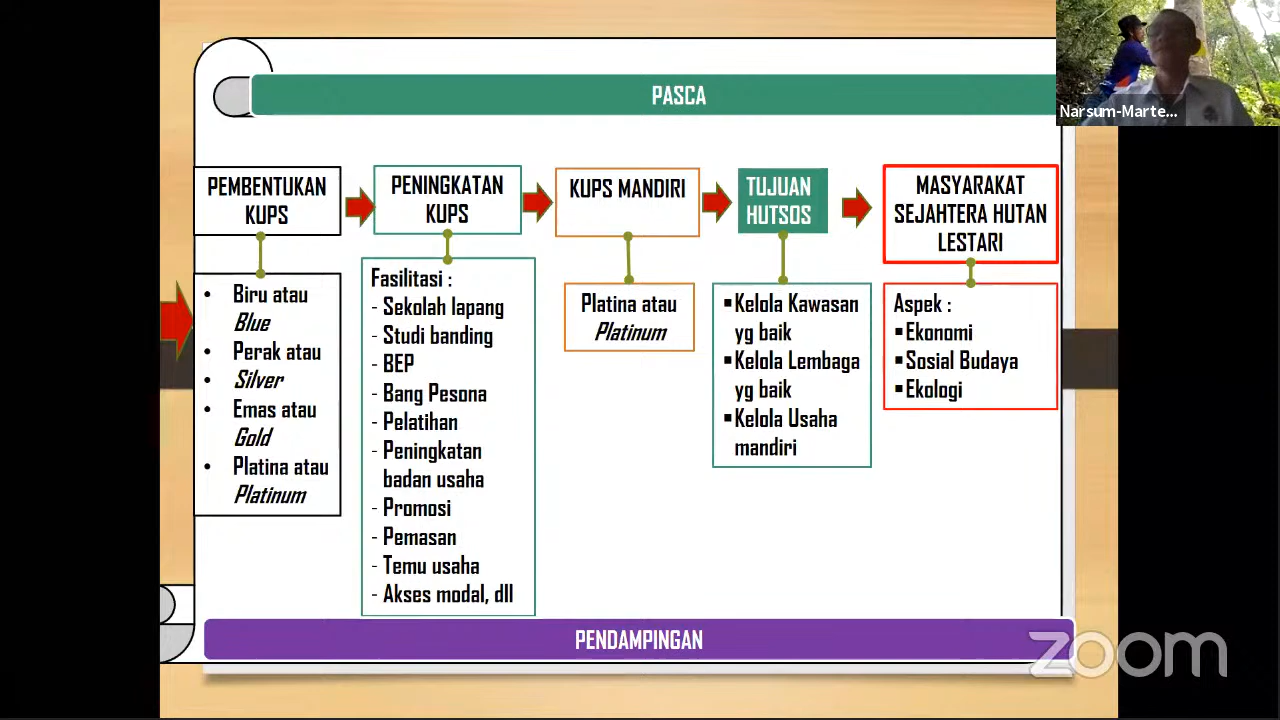 PASCA
Narsum-Marte...
PEMBENTUKAN
KUPS
PENINGKATAN
KUPS
KUPS MANDIRI
TUJUAN
HUTSOS
MASYARAKAT
SEJAHTERA HUTAN
LESTARI
• Biru atau
Blue
• Perak atau
• Silver
• Emas atau
Gold
• Platina atau
Platinum
Fasilitasi :
- Sekolah lapang
- Studi banding
- BEP
- Bang Pesona
- Pelatihan
- Peningkatan
badan usaha
- Promosi
- Pemasan
- Temu usaha
- Akses modal, dll
Platina atau
Platinum
▪Kelola Kawasan
yg baik
▪Kelola Lembaga
yg baik
▪Kelola Usaha
mandiri
Aspek :
▪Ekonomi
▪Sosial Budaya
▪Ekologi
PENDAMPINGAN
zoom